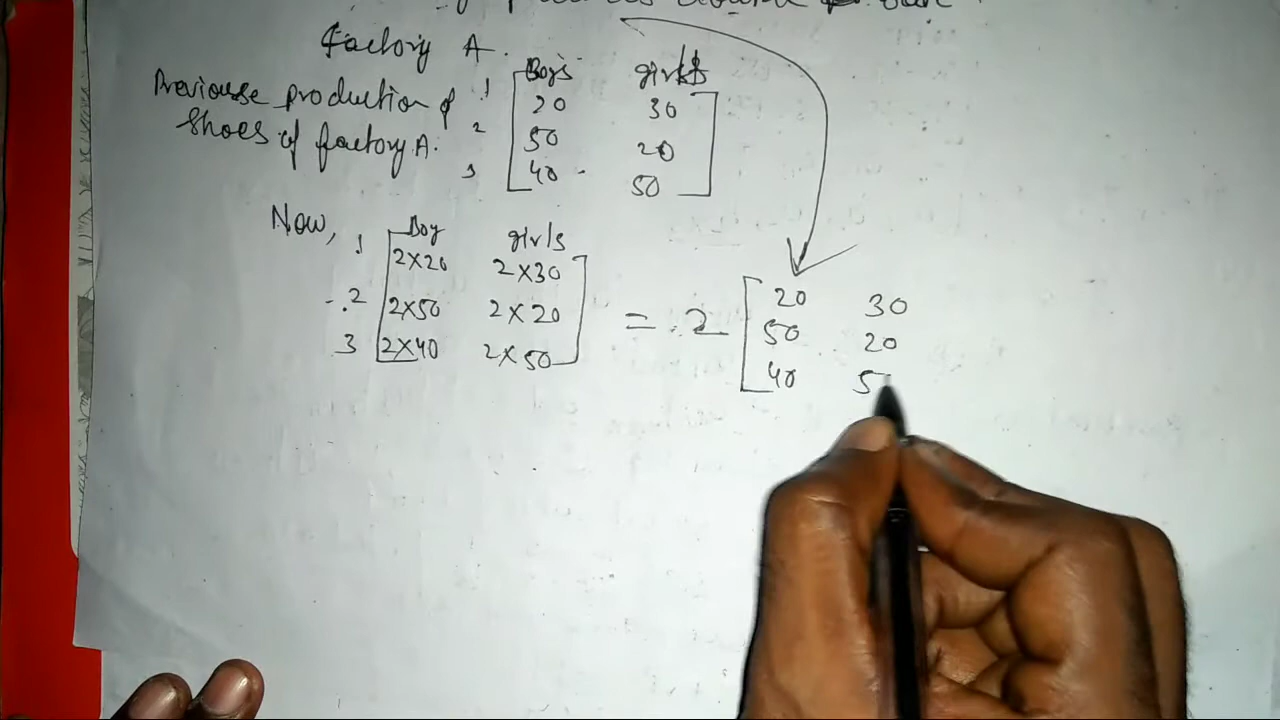 Factory A.
Boys girls
Previouse production of 1 20 30
Shoes of factory A. 2 50 20
3 40 50
Now, Boy girls
1 2×20 2×30
2 2×50 2×20 = 2 20 30
50 20
3 2×40 2×50 40 5